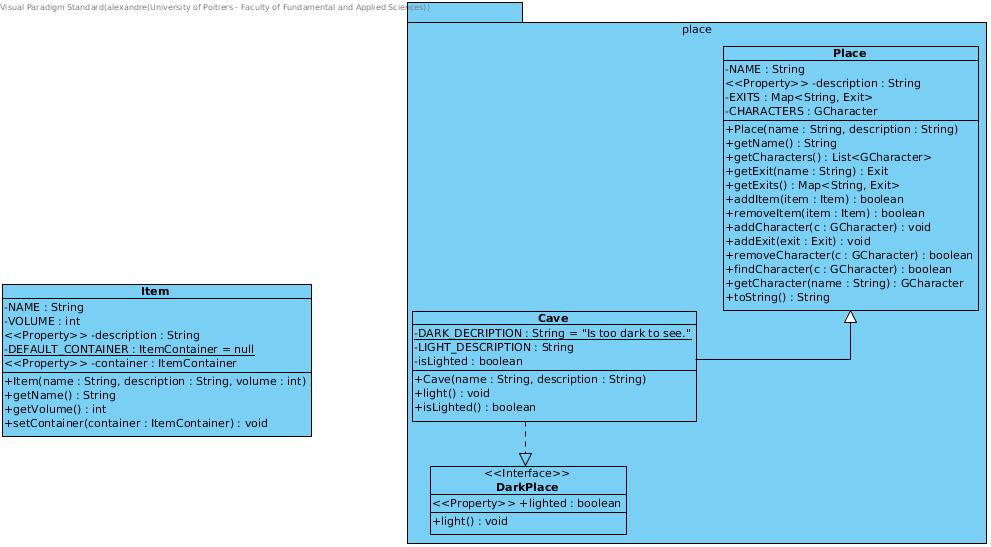 Visual Paradigm Standard(alexandre(University of Poitiers - Faculty of Fundamental and Applied Sciences))
place
Place
-NAME : String
<<Property>> -description : String
-EXITS : Map<String, Exit>
-CHARACTERS : GCharacter
+Place(name : String, description : String)
+getName() : String
+getCharacters() : List<GCharacter>
+getExit(name : String) : Exit
+getExits() : Map<String, Exit>
+addItem(item : Item) : boolean
+removeItem(item : Item) : boolean
+addCharacter(c : GCharacter) : void
+addExit(exit : Exit) : void
+removeCharacter(c : GCharacter) : boolean
+findCharacter(c : GCharacter) : boolean
+getCharacter(name : String) : GCharacter
+toString() : String
Item
-NAME : String
-VOLUME : int
<<Property>> -description : String
-DEFAULT_CONTAINER : ItemContainer = null
<<Property>> -container : ItemContainer
+Item(name : String, description : String, volume : int)
+getName() : String
+getVolume() : int
+setContainer(container : ItemContainer) : void
Cave
-DARK_DECRIPTION : String = "Is too dark to see."
-LIGHT_DESCRIPTION : String
-isLighted : boolean
+Cave(name : String, description : String)
+light() : void
+isLighted() : boolean
<<Interface>>
DarkPlace
<<Property>> +lighted : boolean
+light() : void